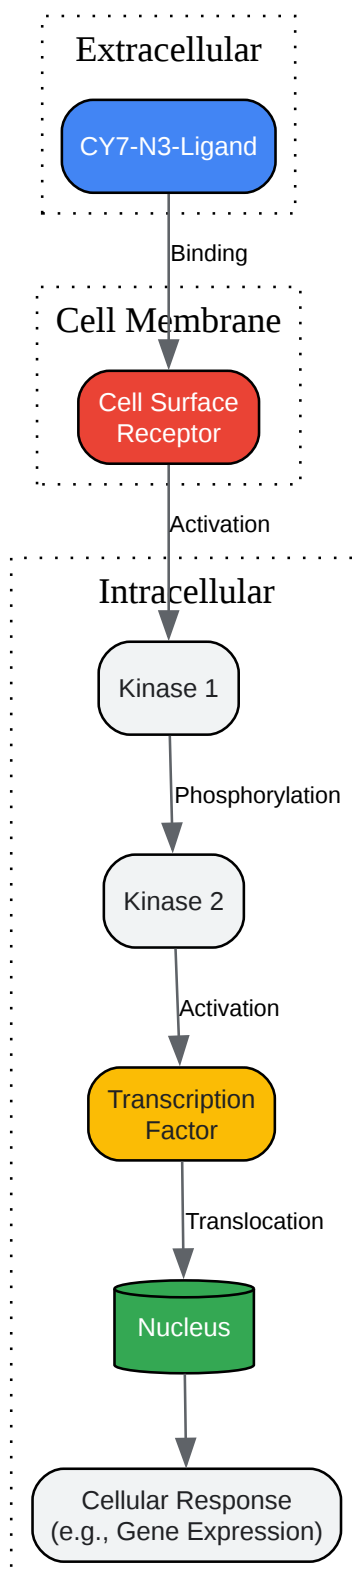 Extracellular
CY7-N3-Ligand
Binding
Cell Membrane
Cell Surface
Receptor
Activation
Intracellular
Kinase 1
Phosphorylation
Kinase 2
Activation
Transcription
Factor
Translocation
Nucleus
Cellular Response
(e.g., Gene Expression)